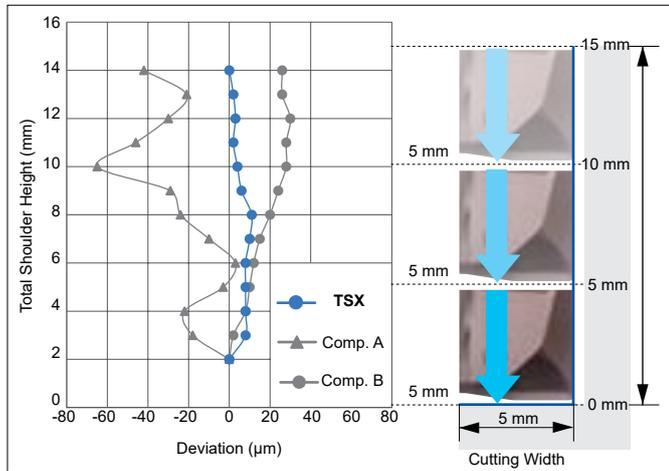 Total Shoulder Height (mm)
16
14
12
10
8
6
4
2
0
-80 -60 -40 -20 0 20 40 60 80
Deviation (µm)
TSX
Comp. A
Comp. B
15 mm
5 mm
10 mm
5 mm
5 mm
5 mm
0 mm
5 mm
Cutting Width